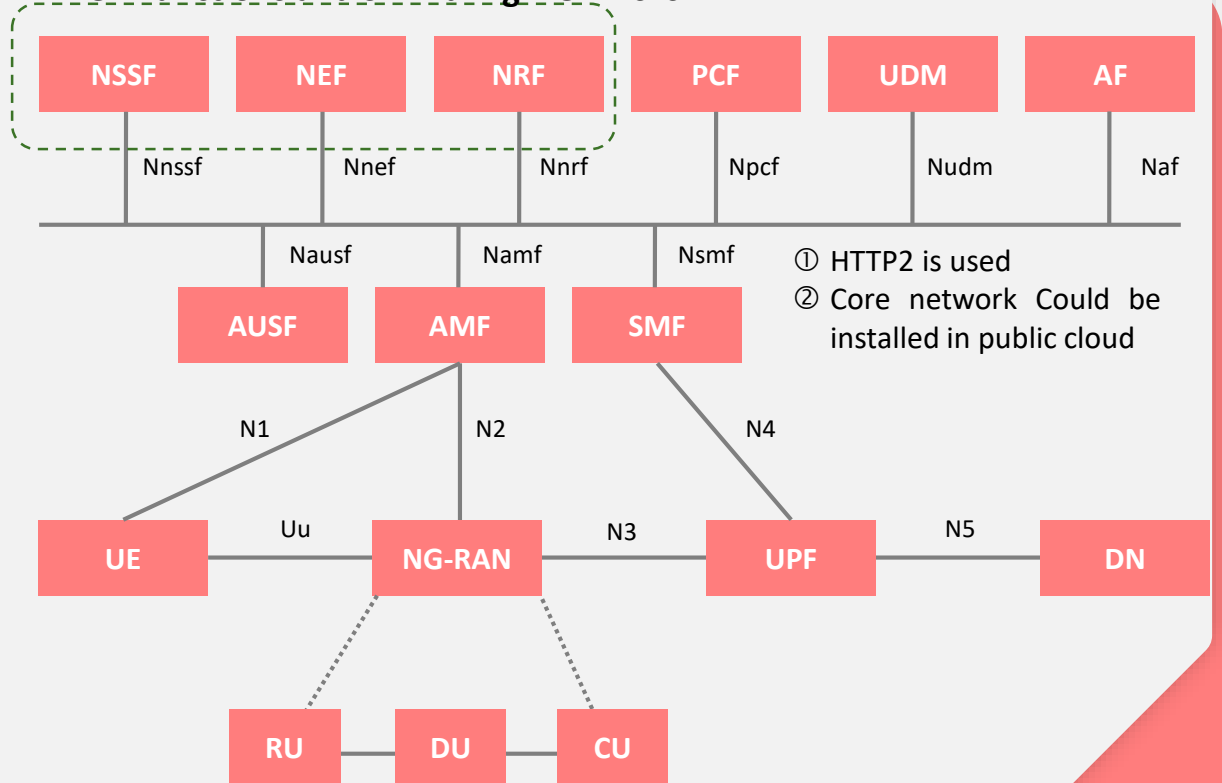 NSSF NEF NRF PCF UDM AF
Nnssf Nnef Nnrf Npcf Nudm Naf
Nausf Namf Nsmf
① HTTP2 is used
② Core network Could be
installed in public cloud
AUSF AMF SMF
N1 N2 N4
Uu N3 N5
UE NG-RAN UPF DN
RU DU CU